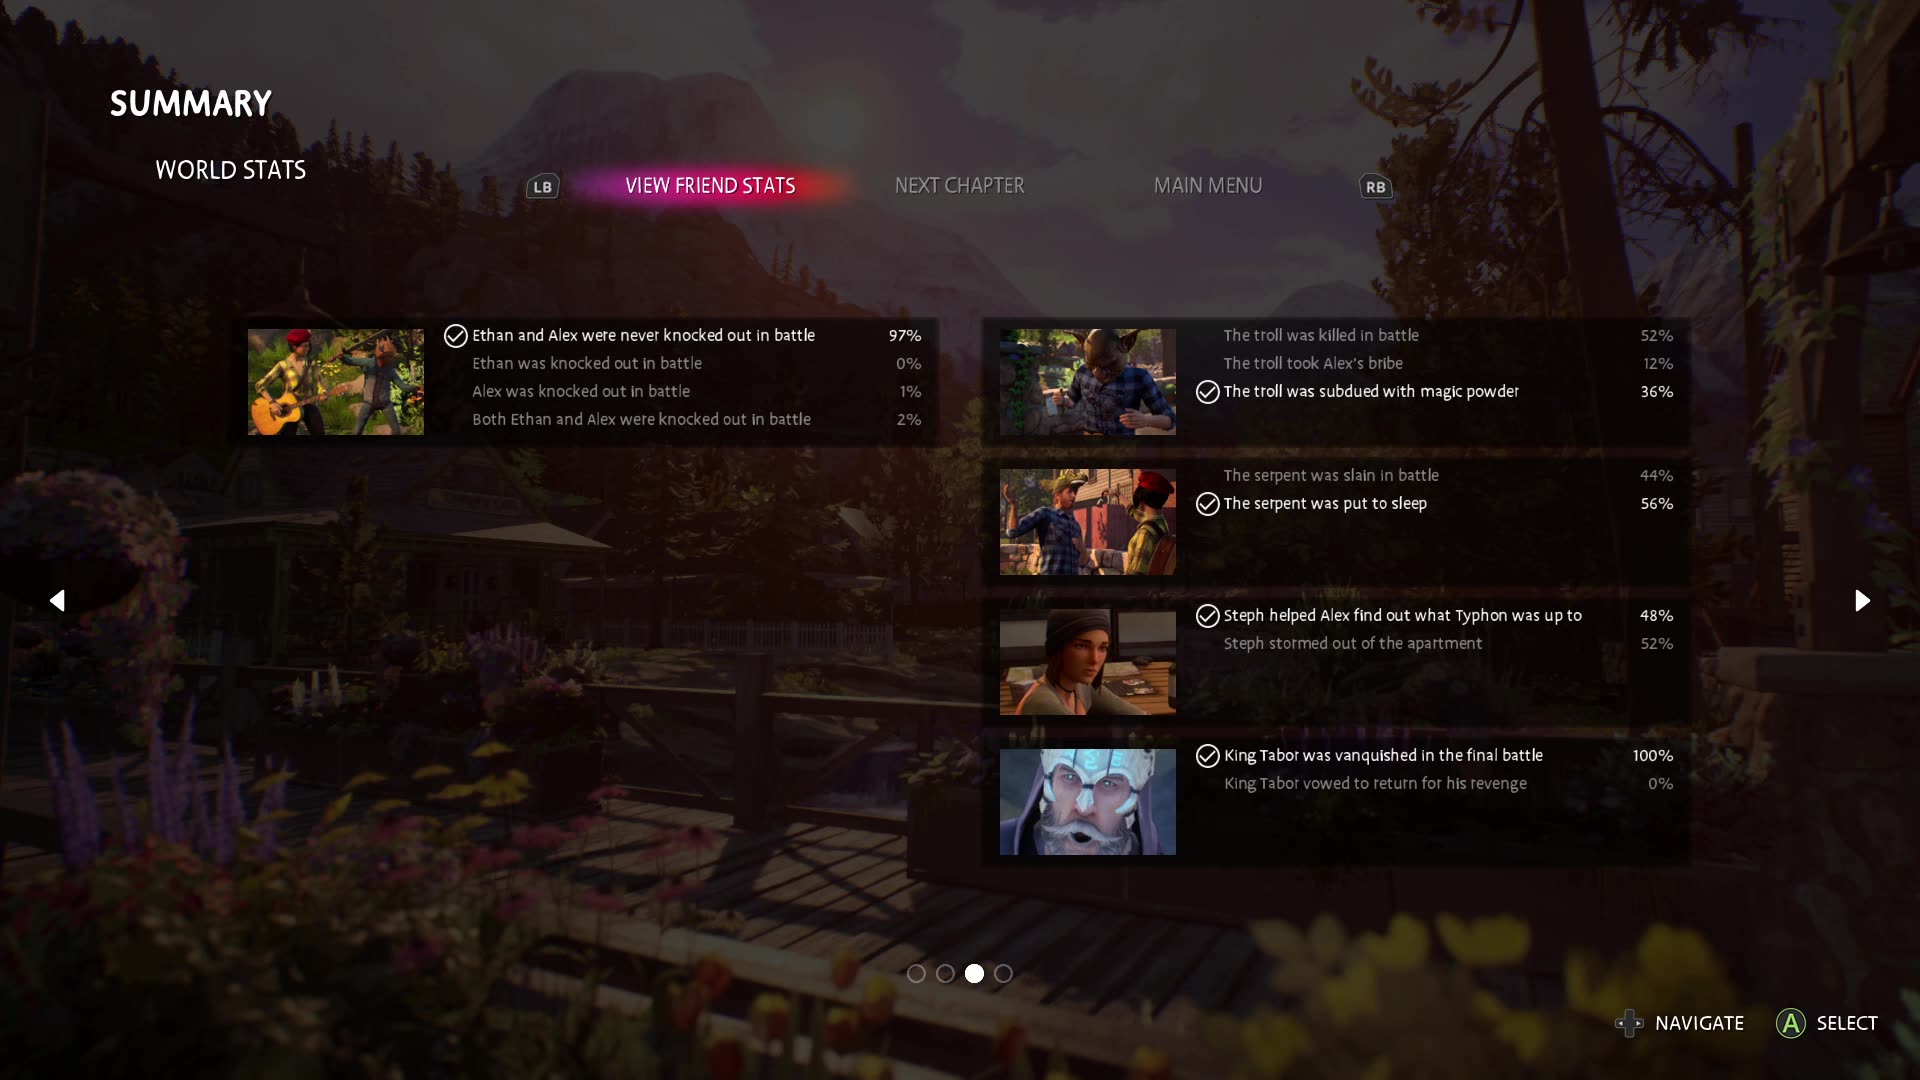 SUMMARY
WORLD STATS
LB
VIEW FRIEND STATS
NEXT CHAPTER
MAIN MENU
RB
Ethan and Alex were never knocked out in battle 97%
Ethan was knocked out in battle 0%
Alex was knocked out in battle 1%
Both Ethan and Alex were knocked out in battle 2%
The troll was killed in battle 52%
The troll took Alex's bribe 12%
The troll was subdued with magic powder 36%
The serpent was slain in battle 44%
The serpent was put to sleep 56%
Steph helped Alex find out what Typhon was up to 48%
Steph stormed out of the apartment 52%
King Tabor was vanquished in the final battle 100%
King Tabor vowed to return for his revenge 0%
NAVIGATE
A SELECT